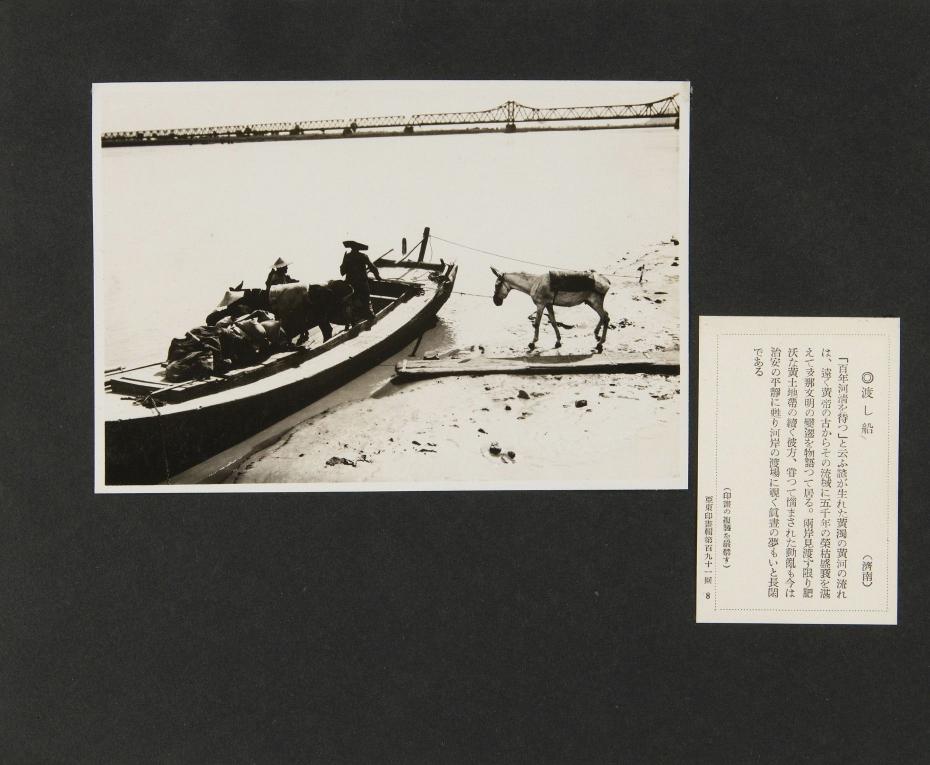 ◎渡し船 (濟南)
「百年河清を待つ」と云ふ諺が生れた黄濁の黄河の流れ
は、遠く黄帝の古からその流域に五千年の榮枯盛衰を湛
えて支那文明の變遷を物語つて居る。兩岸見渡す限り肥
沃な黄土地帶の續く彼方、甞つて惱まされた動亂も今は
治安の平靜に甦り河岸の渡場に覗く眞晝の夢もいと長閑
である
(印畫の複製を嚴禁す)
亞東印畫輯第百九十一回 8